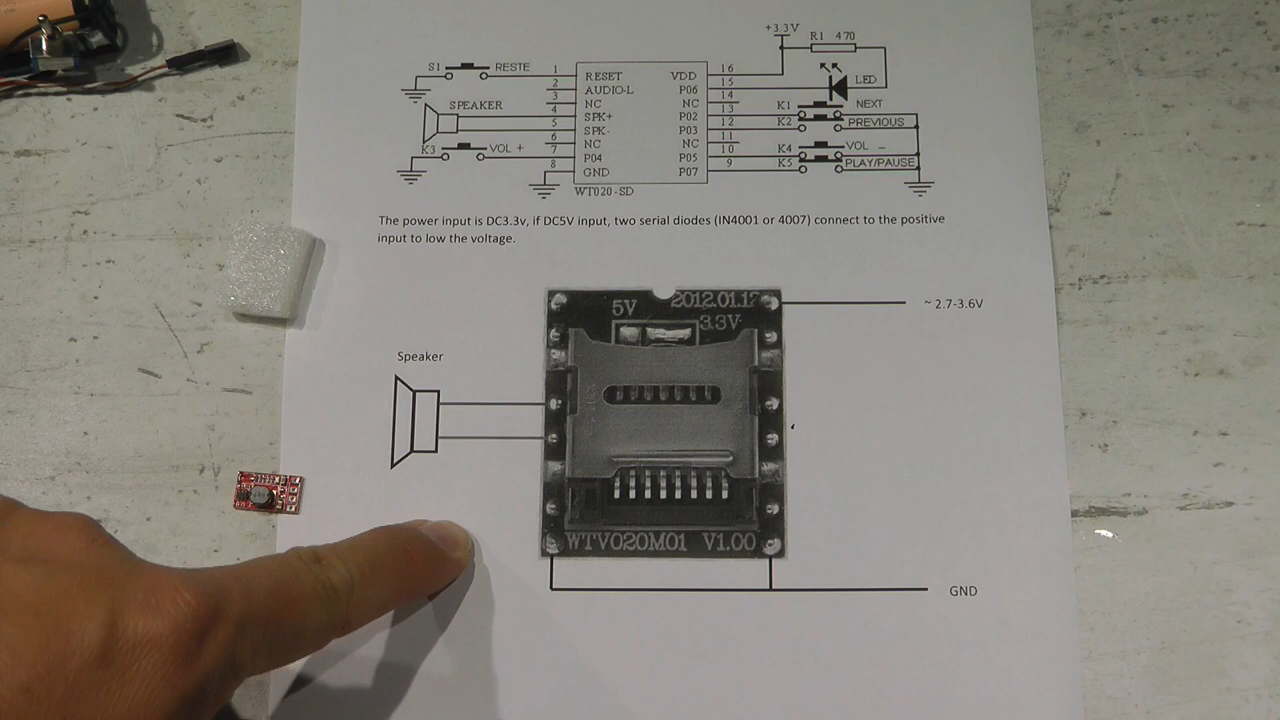 +3.3V
R1 470
S1 RESTE
1 RESET VDD 16
LED
2 AUDIO-L P06 15
3 NC NC 14
K1 NEXT
SPEAKER
4 SPK+ P02 13
K2 PREVIOUS
5 SPK- P03 12
6 NC NC 11
K3 VOL +
7 P04 P05 10
K4 VOL -
8 GND P07 9
K5 PLAY/PAUSE
WT020-SD
The power input is DC3.3v, if DC5V input, two serial diodes (IN4001 or 4007) connect to the positive
input to low the voltage.
2012.01.12
~ 2.7-3.6V
5V
3.3V
Speaker
WTV020M01 V1.00
GND